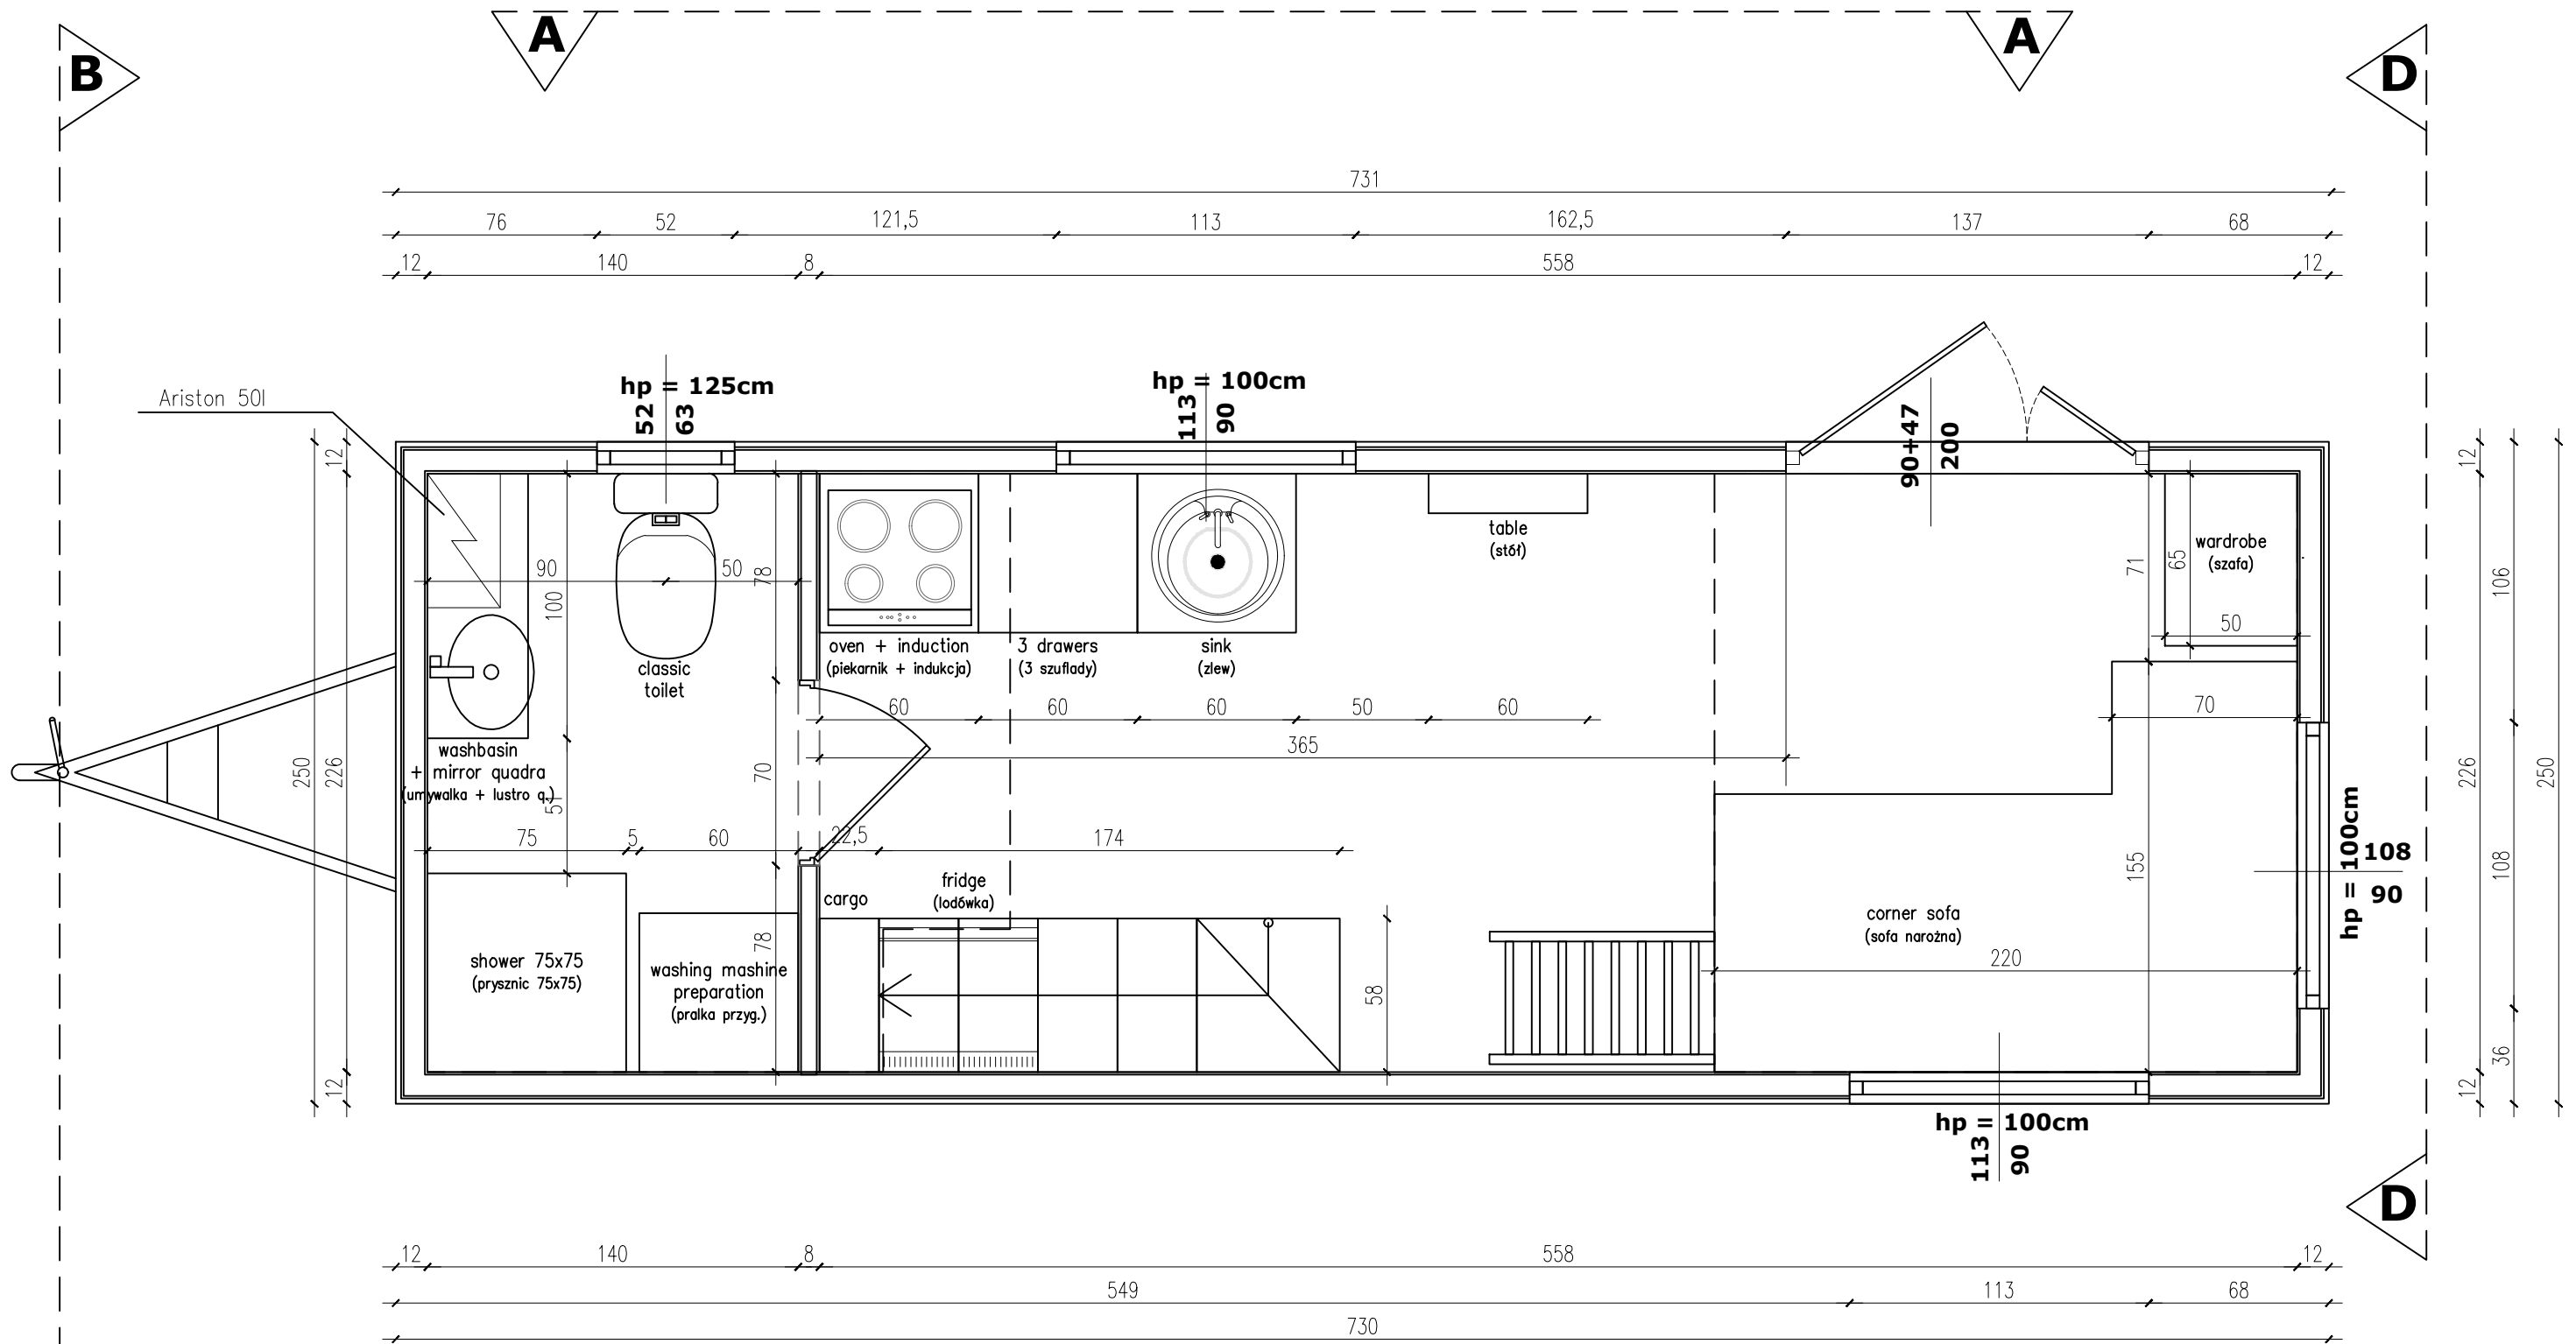 A
A
B
D
731
76
52
121,5
113
162,5
137
68
12
140
8
558
12
Ariston 50l
hp = 125cm
52
63
hp = 100cm
113
90
90+47
200
12
250
226
12
90
50
78
100
classic
toilet
oven + induction
(piekarnik + indukcja)
3 drawers
(3 szuflady)
sink
(zlew)
table
(stół)
wardrobe
(szafa)
71
65
50
70
washbasin
+ mirror quadra
(umywalka + lustro q.)
51
70
60
60
60
50
60
365
75
5
60
22,5
174
cargo
fridge
(lodówka)
78
shower 75x75
(prysznic 75x75)
washing mashine
preparation
(pralka przyg.)
58
corner sofa
(sofa narożna)
220
155
hp = 100cm
108
90
12
226
12
106
108
36
250
hp = 100cm
113
90
D
12
140
8
558
12
549
113
68
730